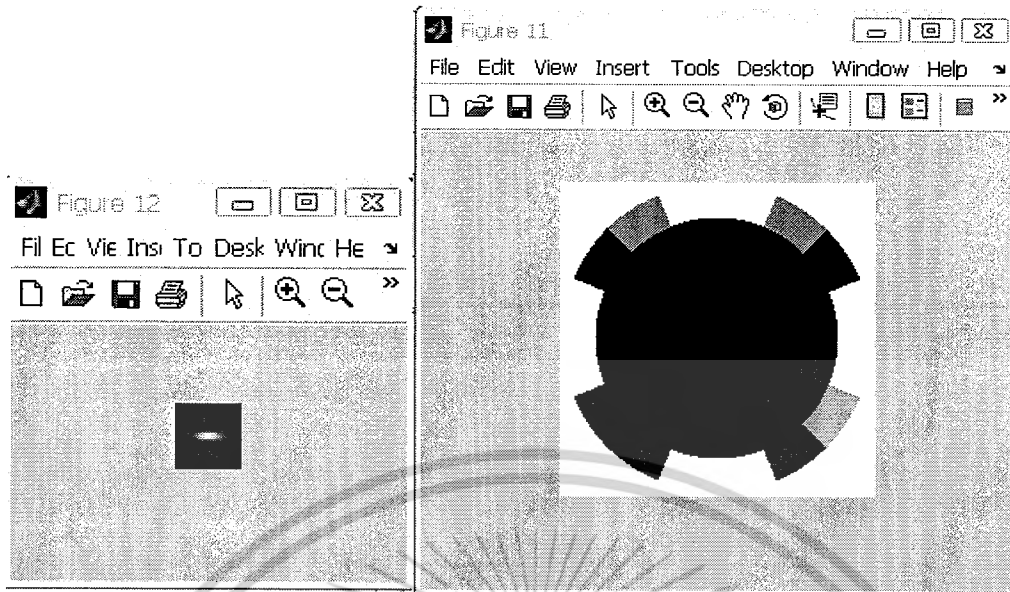 Figure 11
File Edit View Insert Tools Desktop Window Help
Figure 12
Fil Ec Vie Insi To Desk Winc He